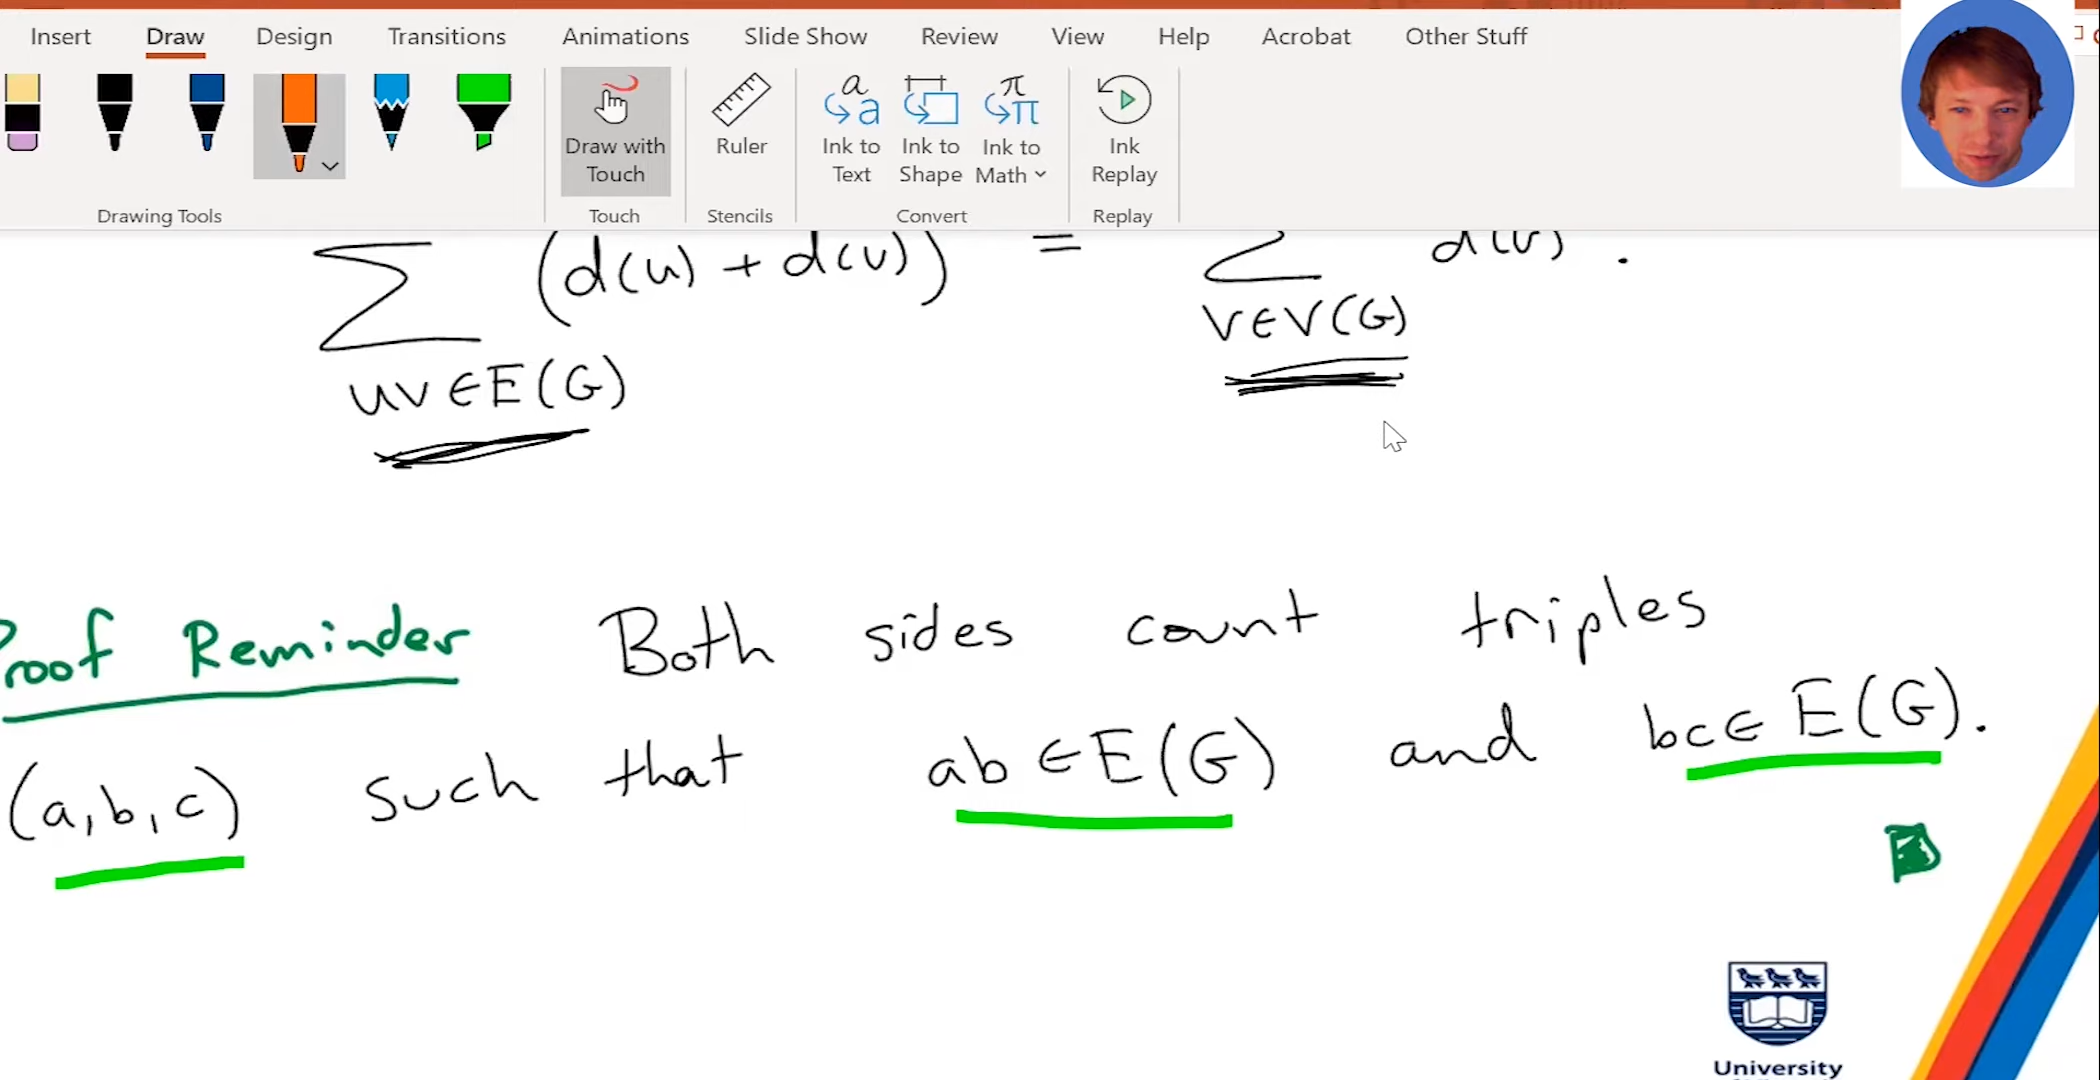 Insert Draw Design Transitions Animations Slide Show Review View Help Acrobat Other Stuff
Draw with Touch
Ruler
Ink to Text
Ink to Shape
Ink to Math
Ink Replay
Drawing Tools Touch Stencils Convert Replay
∑ (d(u) + d(v)) = ∑ d(v).
uv∈E(G) v∈V(G)
Proof Reminder Both sides count triples
(a,b,c) such that ab∈E(G) and bc∈E(G).
University